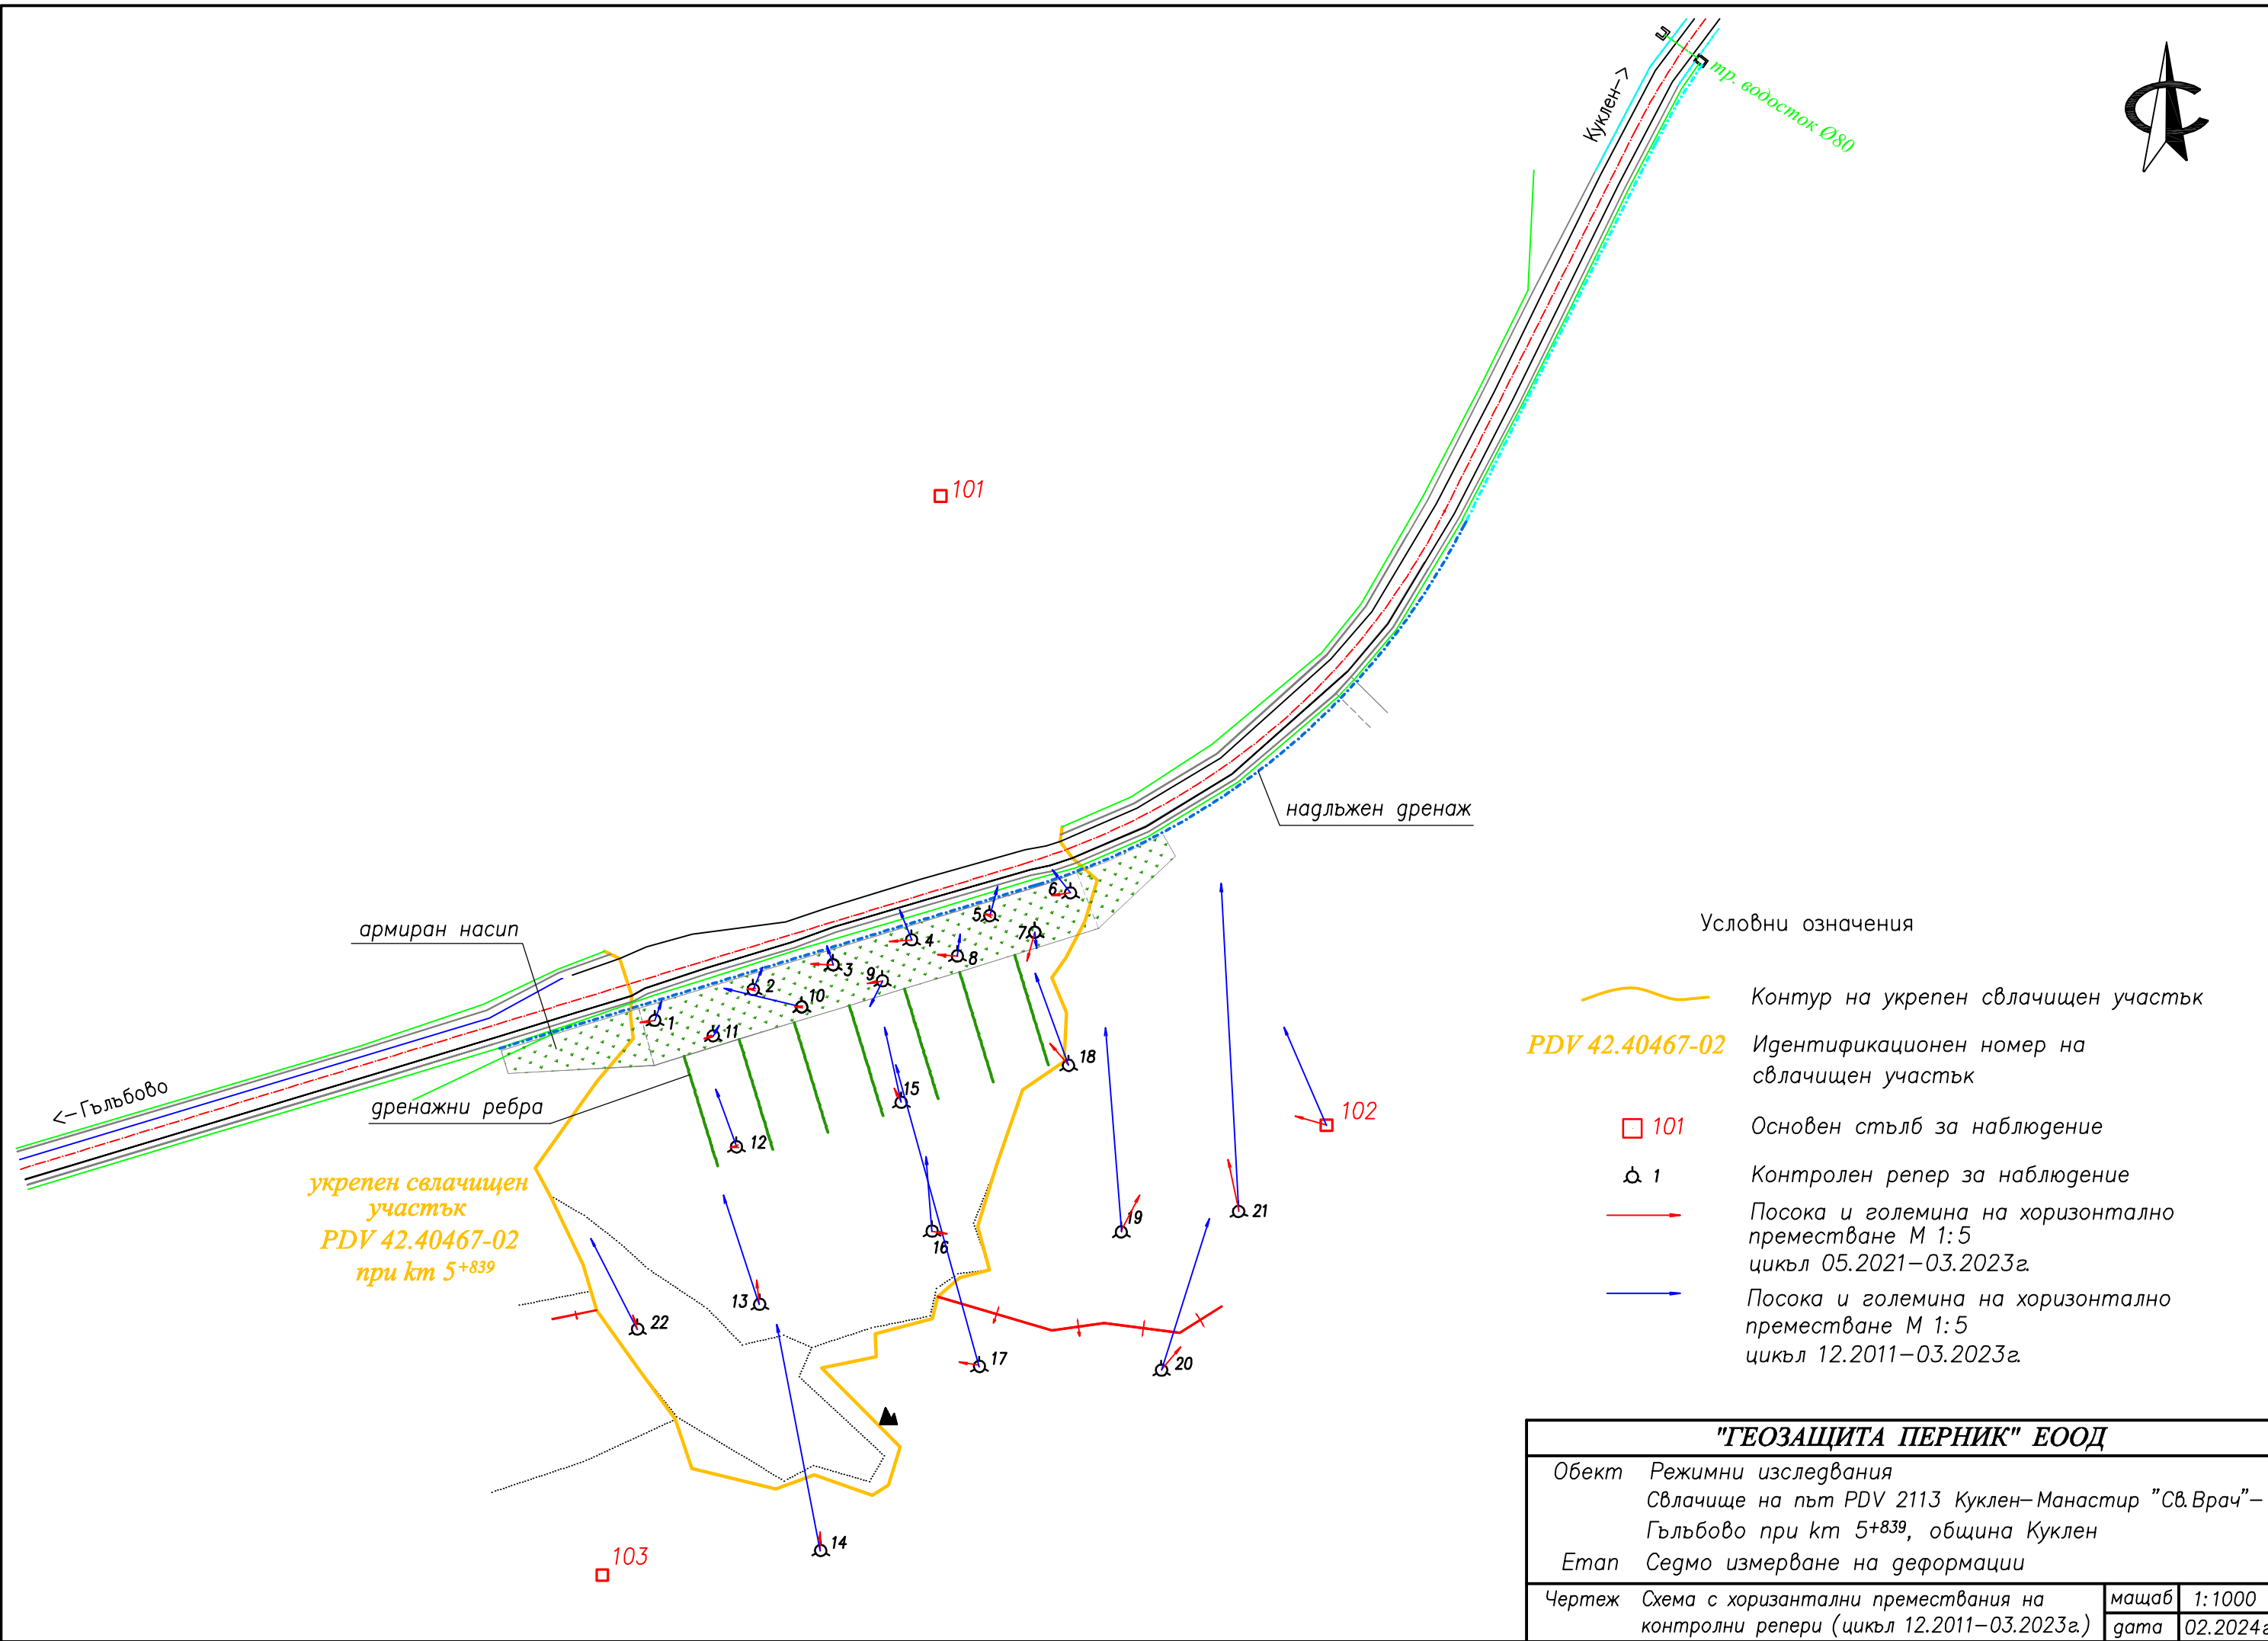 Куклен->
тр. водосток Ø80
101
надлъжен дренаж
армиран насип
6
5
7
4
8
3
9
2
10
1
11
<-Гълбово
дренажни ребра
18
15
12
102
21
19
16
укрепен свлачищен
участък
PDV 42.40467-02
при km 5+839
13
22
17
20
14
103
Условни означения
Контур на укрепен свлачищен участък
PDV 42.40467-02 Идентификационен номер на
свлачищен участък
101 Основен стълб за наблюдение
1 Контролен репер за наблюдение
Посока и големина на хоризонтално
преместване М 1:5
цикъл 05.2021-03.2023г.
Посока и големина на хоризонтално
преместване М 1:5
цикъл 12.2011-03.2023г.
"ГЕОЗАЩИТА ПЕРНИК" ЕООД
Обект Режимни изследвания
Свлачище на път PDV 2113 Куклен-Манастир "Св.Врач"-
Гълъбово при km 5+839, община Куклен
Етап Седмо измерване на деформации
Чертеж Схема с хоризантални премествания на
контролни репери (цикъл 12.2011-03.2023г.)
мащаб 1:1000
дата 02.2024г